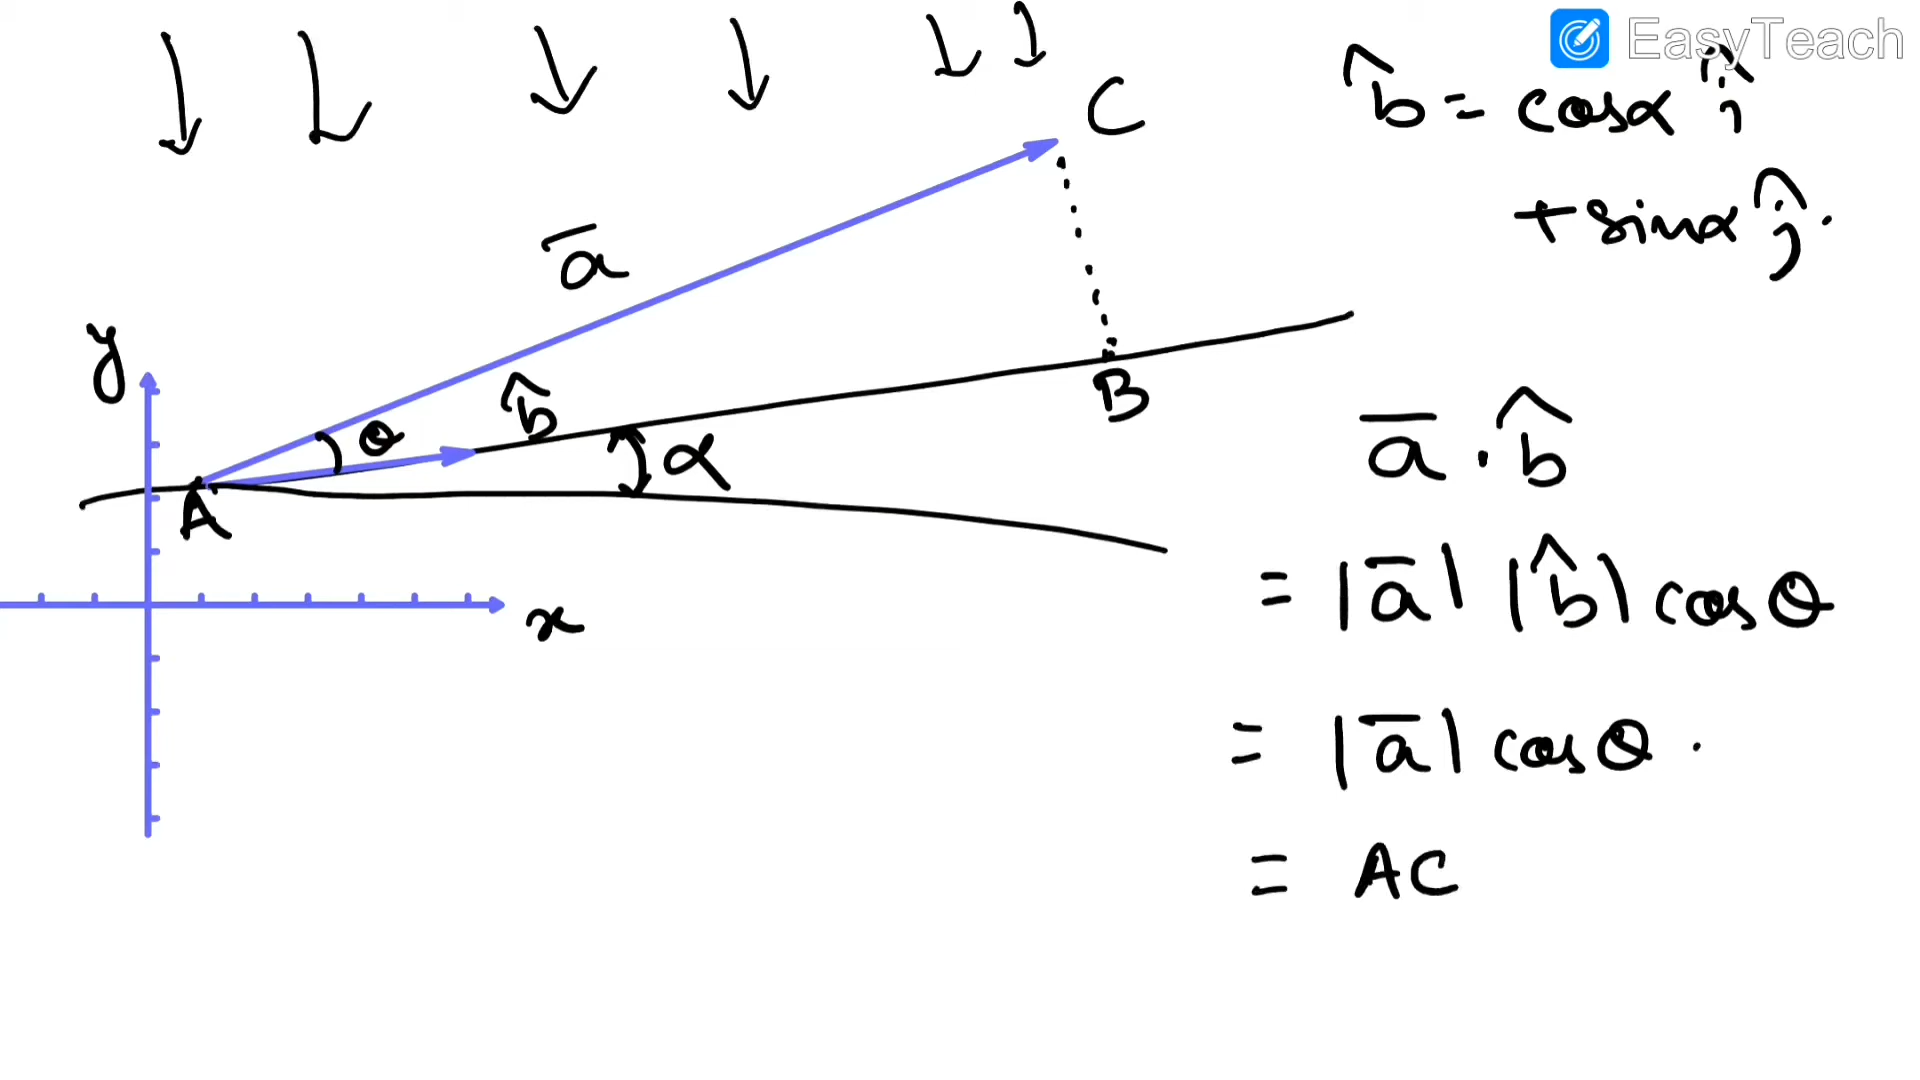 EasyTeach
C
b̂ = cosα î
+ sinα ĵ.
a̅
y
b̂
B
θ
α
A
x
a̅ . b̂
= |a̅| |b̂| cosθ
= |a̅| cosθ .
= AC